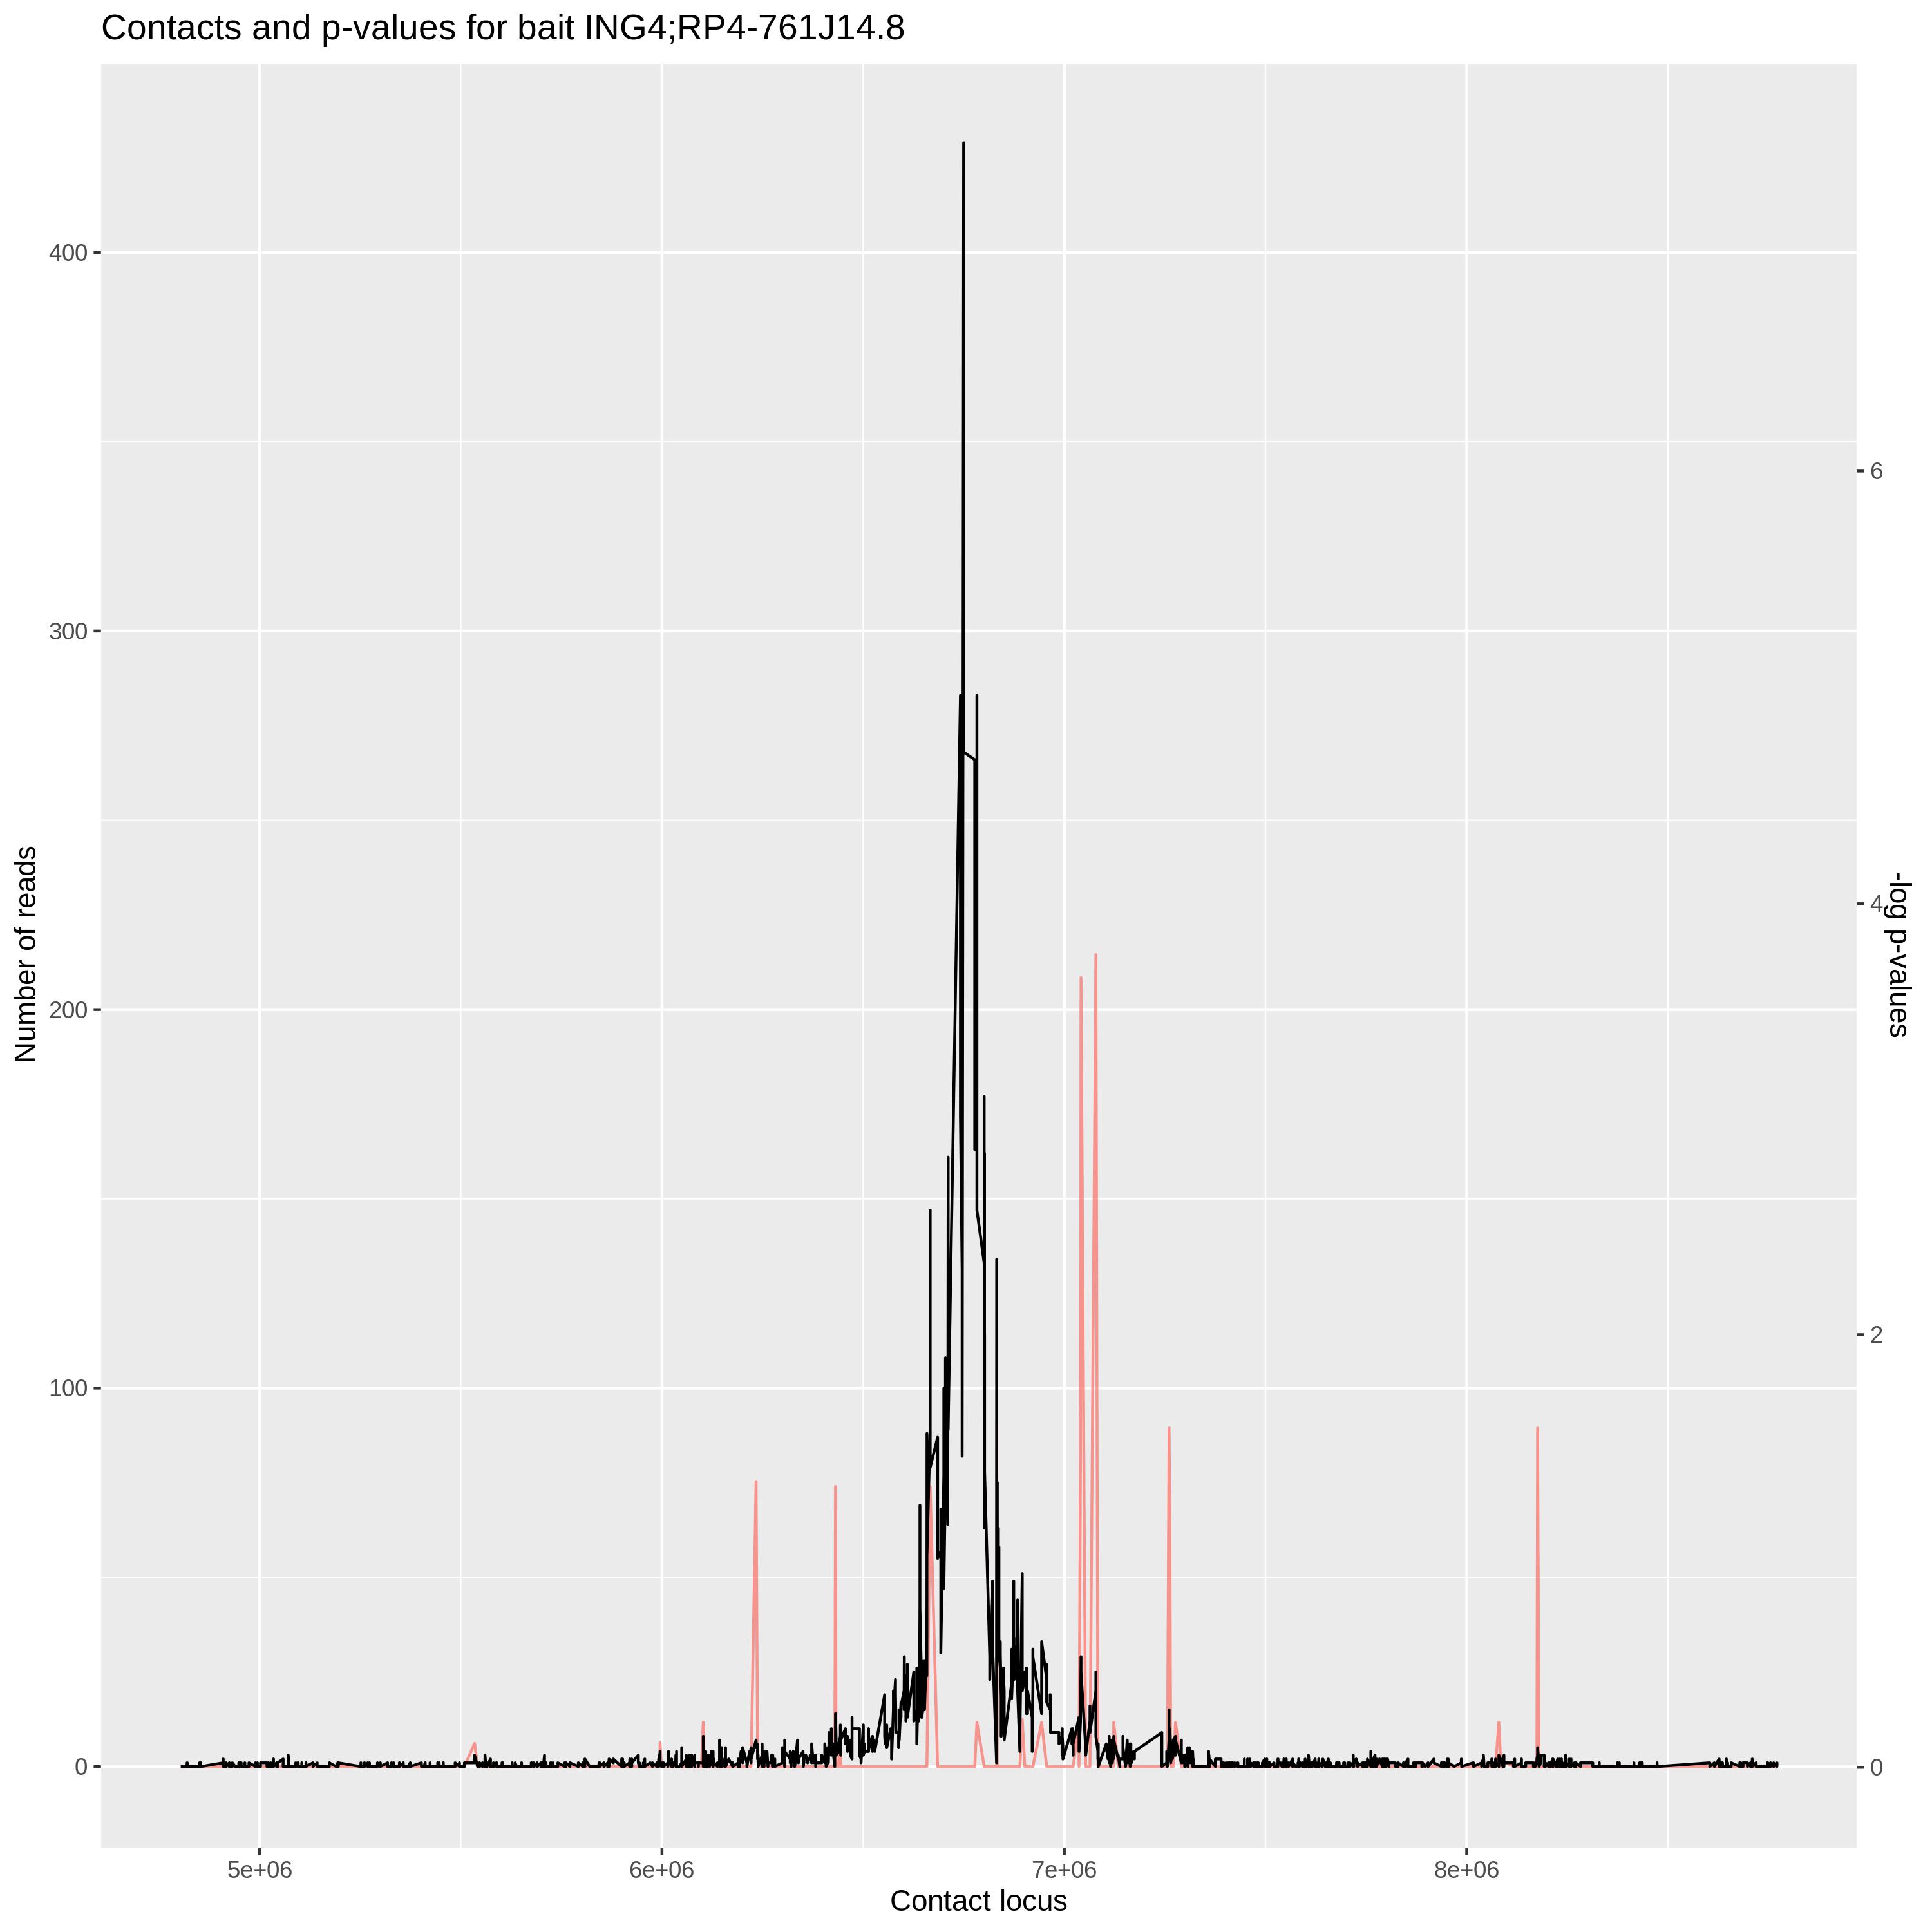 Contacts and p-values for bait ING4;RP4-761J14.8
400
300
200
100
0
Number of reads
6
4
2
0
-log p-values
5e+06
6e+06
7e+06
8e+06
Contact locus